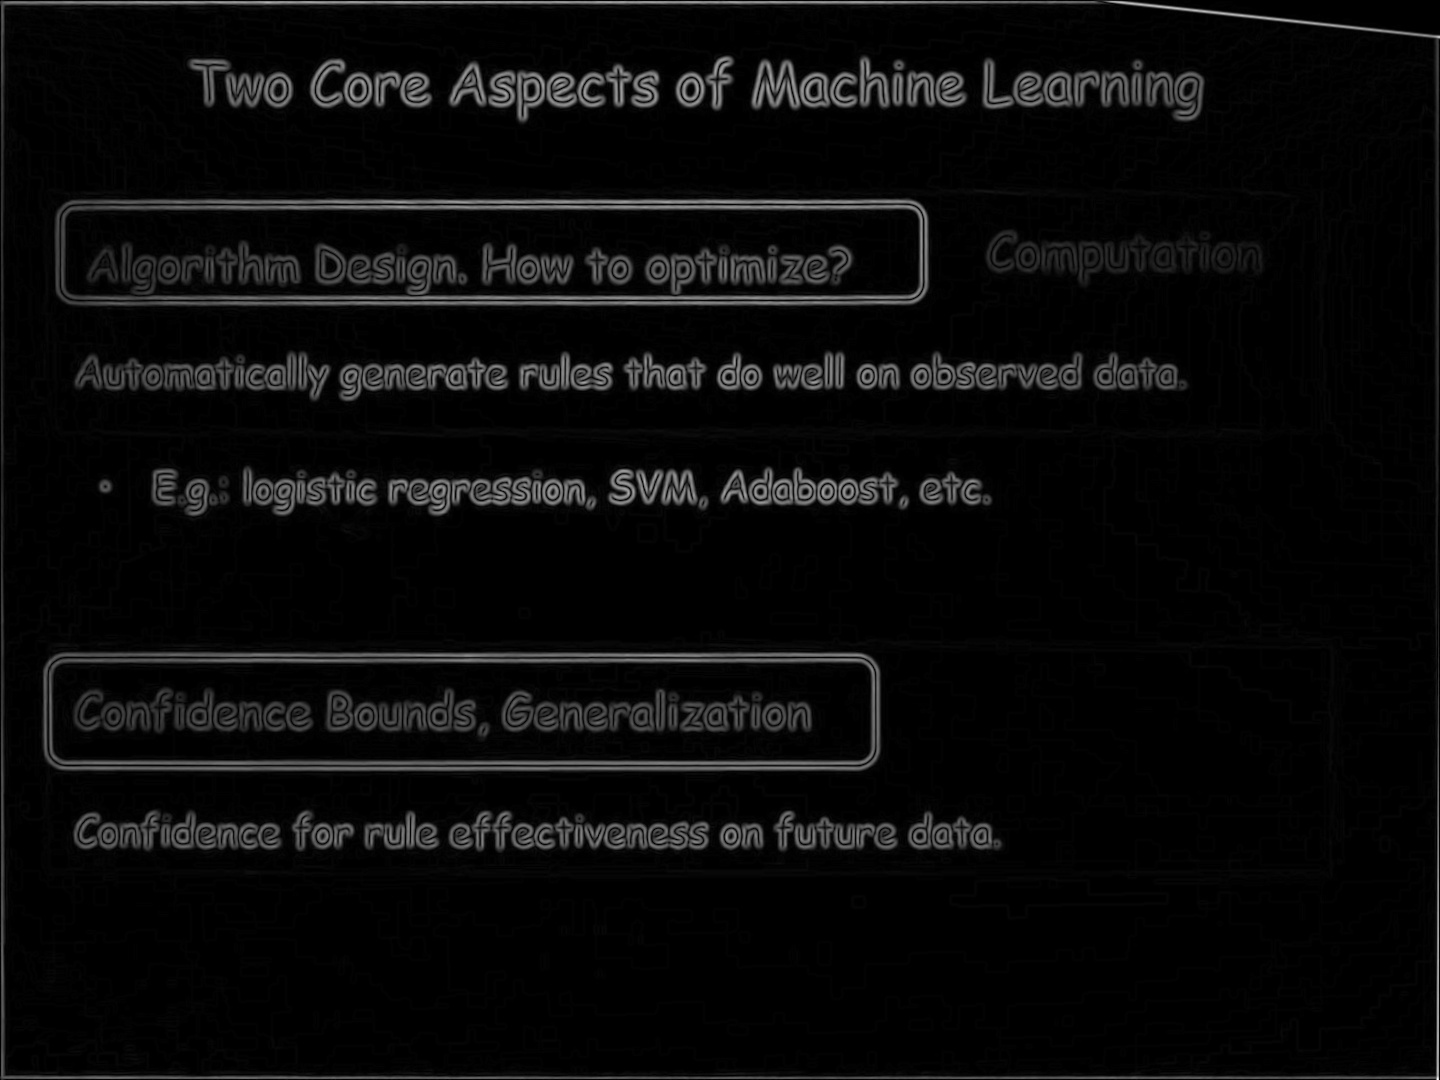 Two Core Aspects of Machine Learning
Algorithm Design. How to optimize?
Computation
Automatically generate rules that do well on observed data.
• E.g.: logistic regression, SVM, Adaboost, etc.
Confidence Bounds, Generalization
Confidence for rule effectiveness on future data.